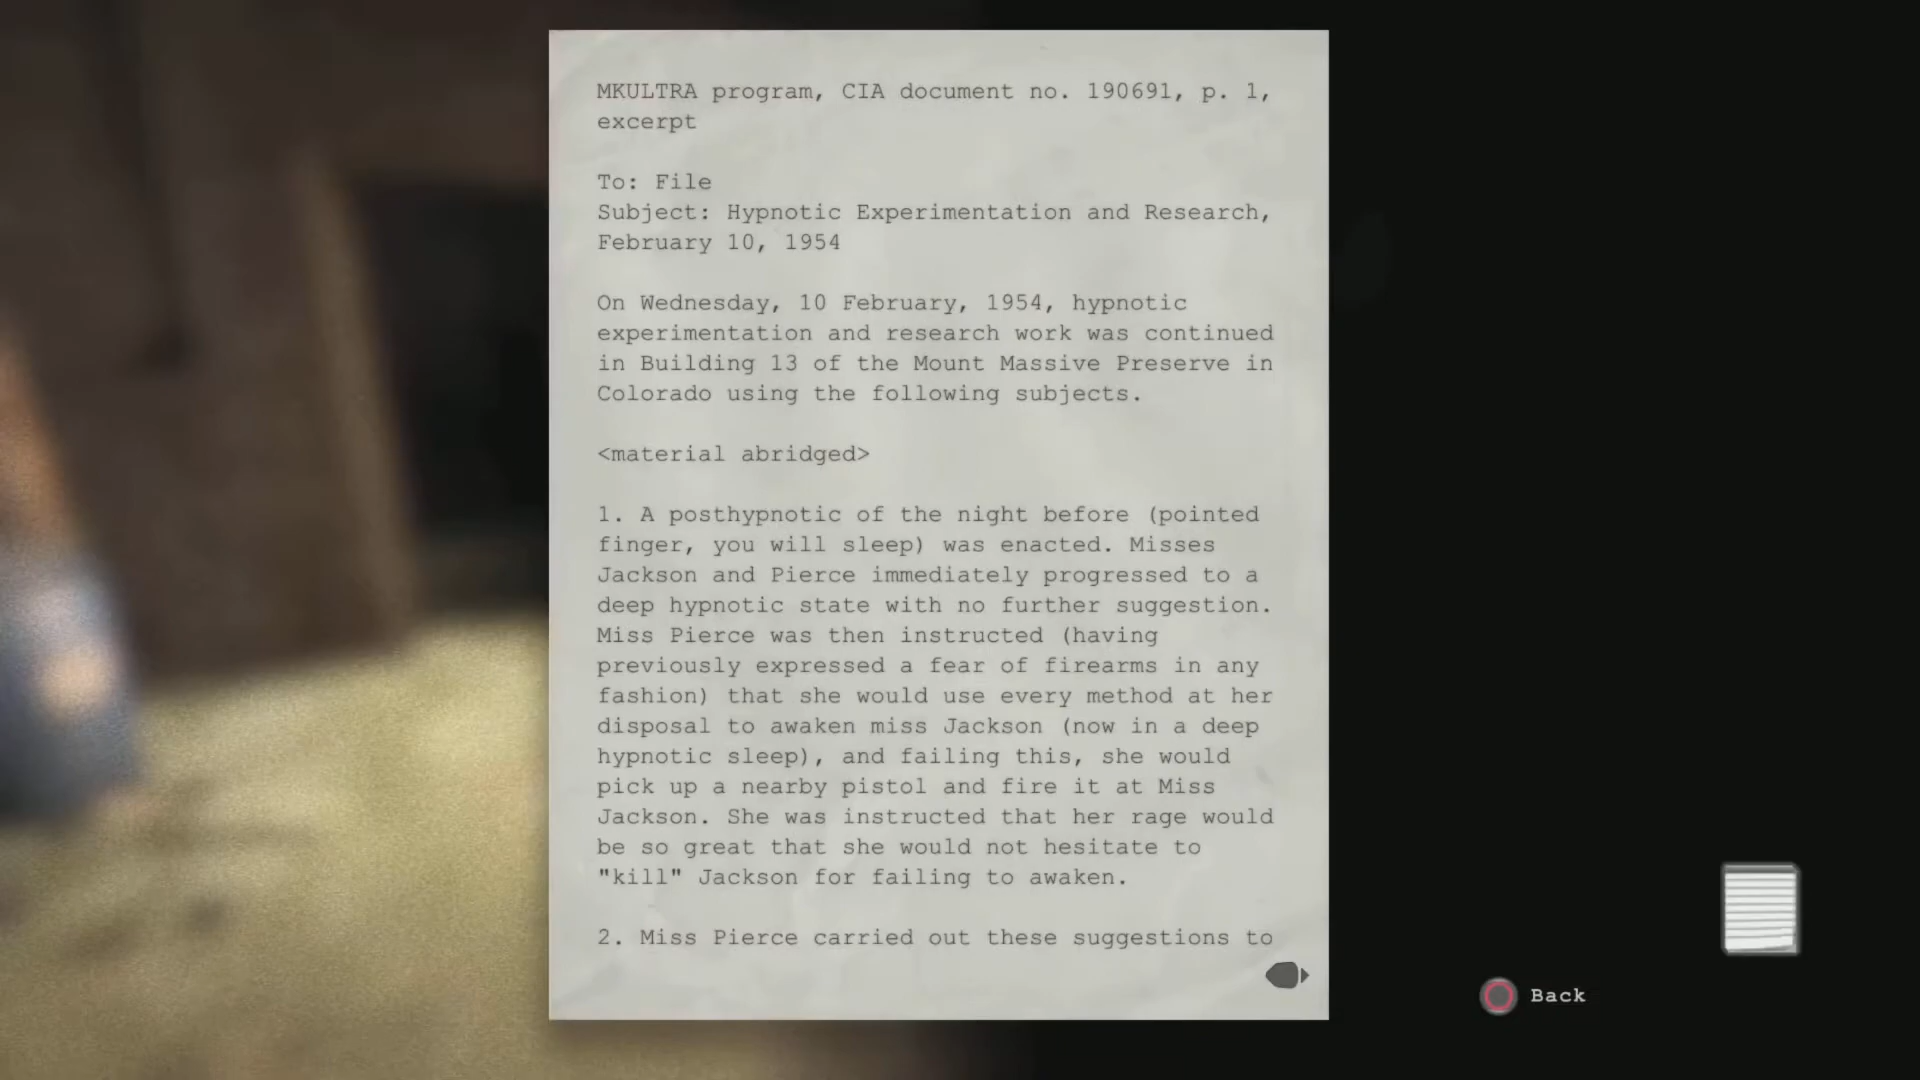 MKULTRA program, CIA document no. 190691, p. 1,
excerpt
To: File
Subject: Hypnotic Experimentation and Research,
February 10, 1954
On Wednesday, 10 February, 1954, hypnotic
experimentation and research work was continued
in Building 13 of the Mount Massive Preserve in
Colorado using the following subjects.
<material abridged>
1. A posthypnotic of the night before (pointed
finger, you will sleep) was enacted. Misses
Jackson and Pierce immediately progressed to a
deep hypnotic state with no further suggestion.
Miss Pierce was then instructed (having
previously expressed a fear of firearms in any
fashion) that she would use every method at her
disposal to awaken miss Jackson (now in a deep
hypnotic sleep), and failing this, she would
pick up a nearby pistol and fire it at Miss
Jackson. She was instructed that her rage would
be so great that she would not hesitate to
"kill" Jackson for failing to awaken.
2. Miss Pierce carried out these suggestions to
Back